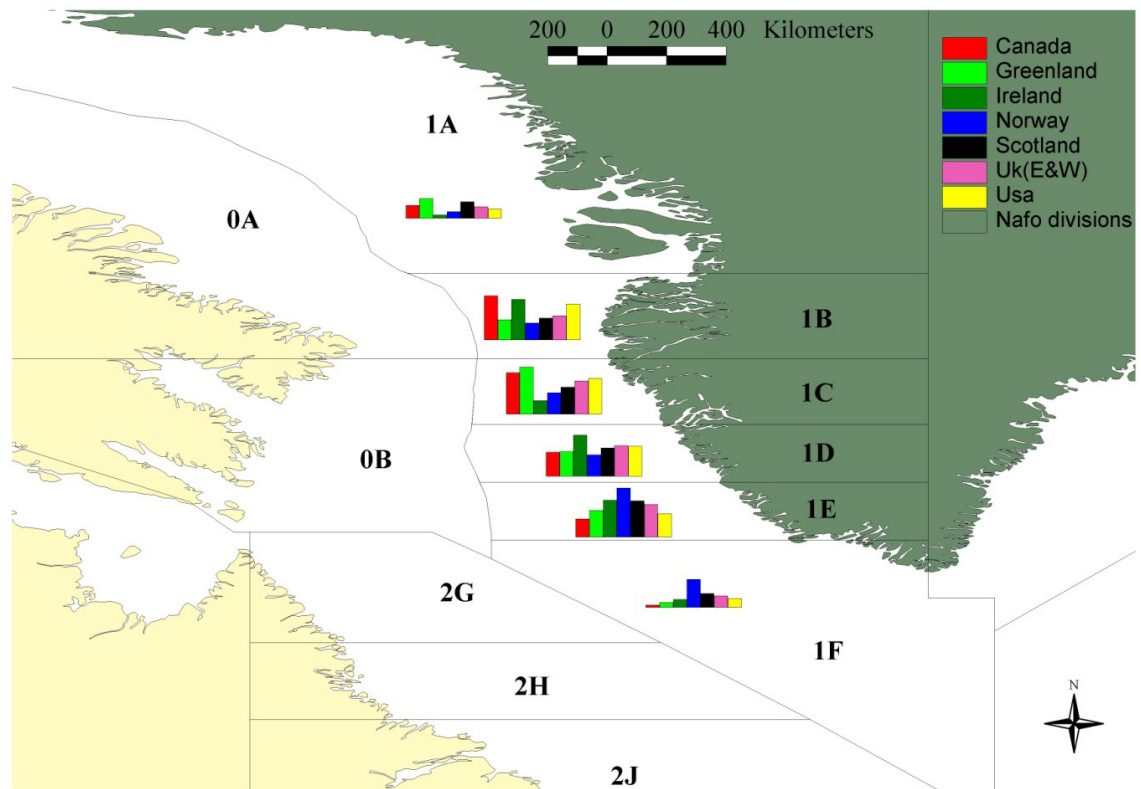 200 0 200 400 Kilometers
Canada
Greenland
Ireland
Norway
Scotland
Uk(E&W)
Usa
Nafo divisions
1A
0A
1B
1C
1D
0B
1E
2G
1F
2H
2J
N